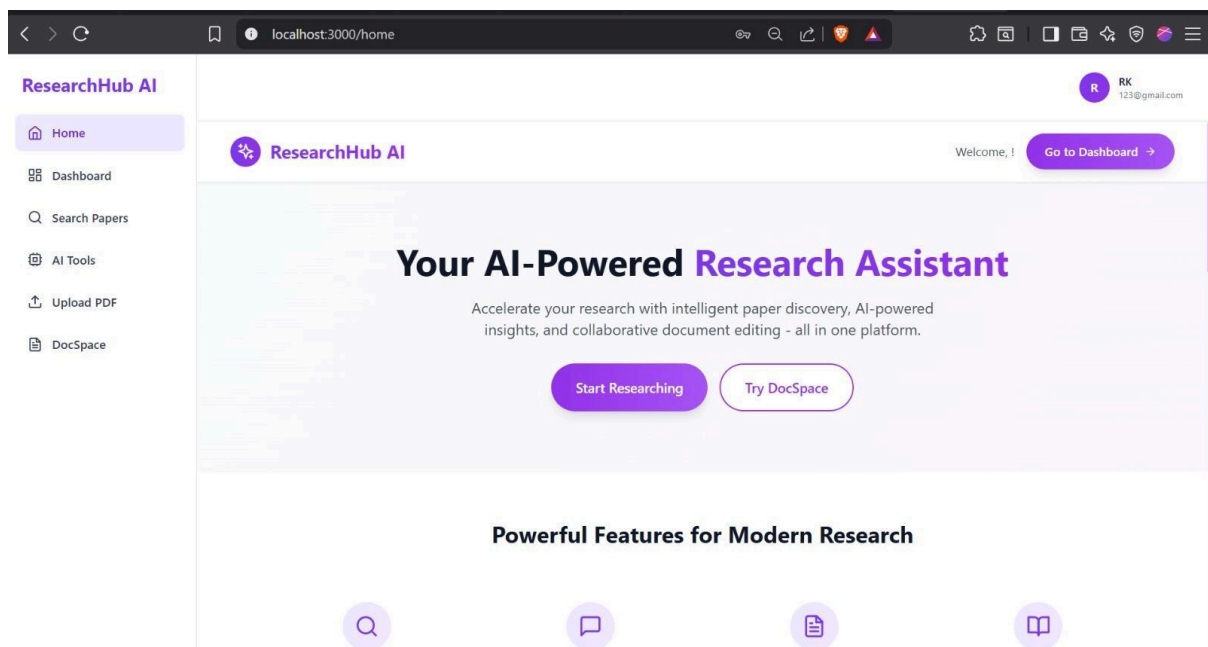 localhost:3000/home
ResearchHub AI
R
RK
123@gmail.com
Home
Dashboard
Search Papers
AI Tools
Upload PDF
DocSpace
ResearchHub AI
Welcome, !
Go to Dashboard →
Your AI-Powered Research Assistant
Accelerate your research with intelligent paper discovery, AI-powered
insights, and collaborative document editing - all in one platform.
Start Researching
Try DocSpace
Powerful Features for Modern Research